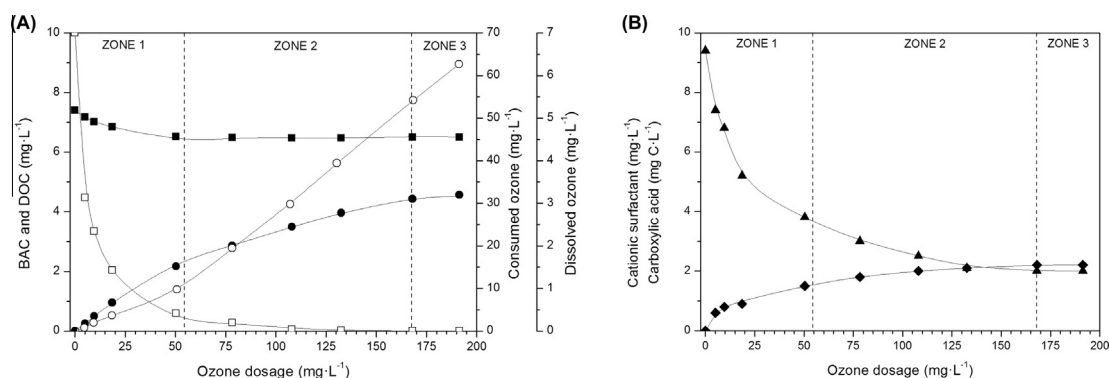 (A)
ZONE 1 ZONE 2 ZONE 3
10
8
6
4
2
0
BAC and DOC (mg·L⁻¹)
70
60
50
40
30
20
10
0
Consumed ozone (mg·L⁻¹)
7
6
5
4
3
2
1
0
Dissolved ozone (mg·L⁻¹)
0 25 50 75 100 125 150 175 200
Ozone dosage (mg·L⁻¹)
(B)
ZONE 1 ZONE 2 ZONE 3
10
8
6
4
2
0
Cationic surfactant (mg·L⁻¹)
Carboxylic acid (mg C·L⁻¹)
0 25 50 75 100 125 150 175 200
Ozone dosage (mg·L⁻¹)